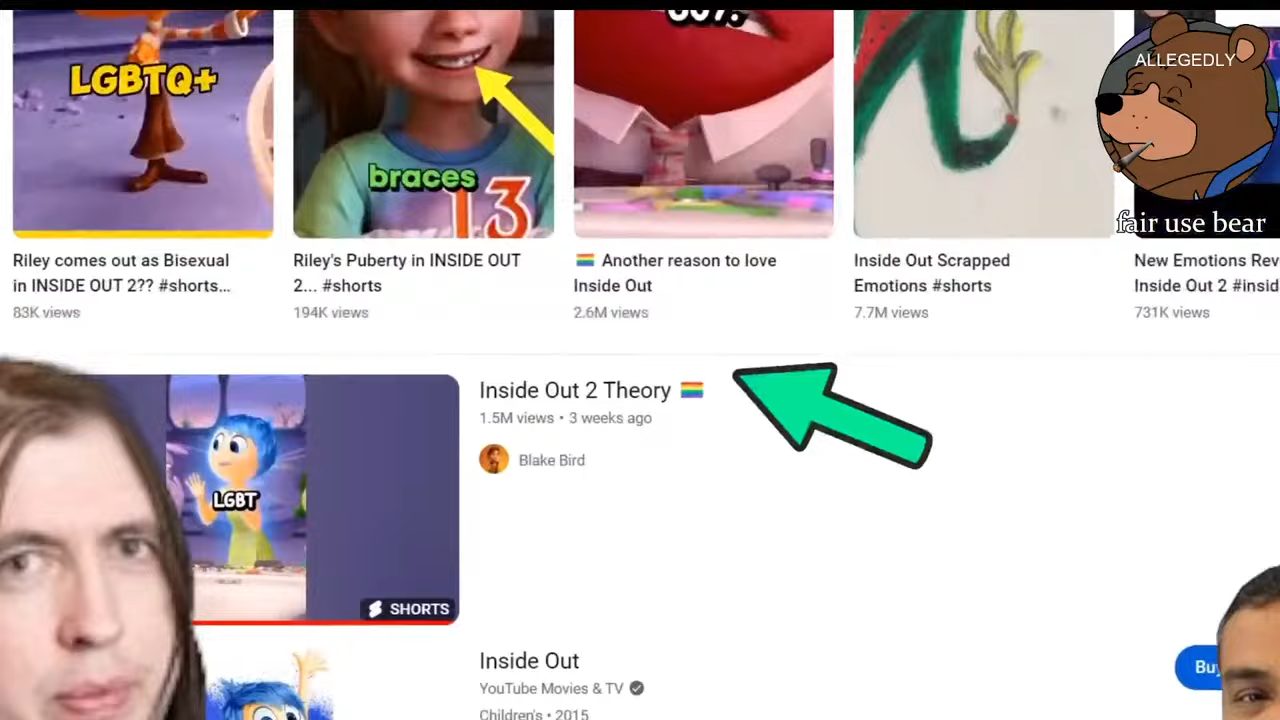 LGBTQ+
braces
13
ALLEGEDLY
fair use bear
Riley comes out as Bisexual
in INSIDE OUT 2?? #shorts...
83K views
Riley's Puberty in INSIDE OUT
2... #shorts
194K views
Another reason to love
Inside Out
2.6M views
Inside Out Scrapped
Emotions #shorts
7.7M views
New Emotions Rev
Inside Out 2 #insid
731K views
LGBT
SHORTS
Inside Out 2 Theory
1.5M views • 3 weeks ago
Blake Bird
Inside Out
YouTube Movies & TV
Children's • 2015
Buy